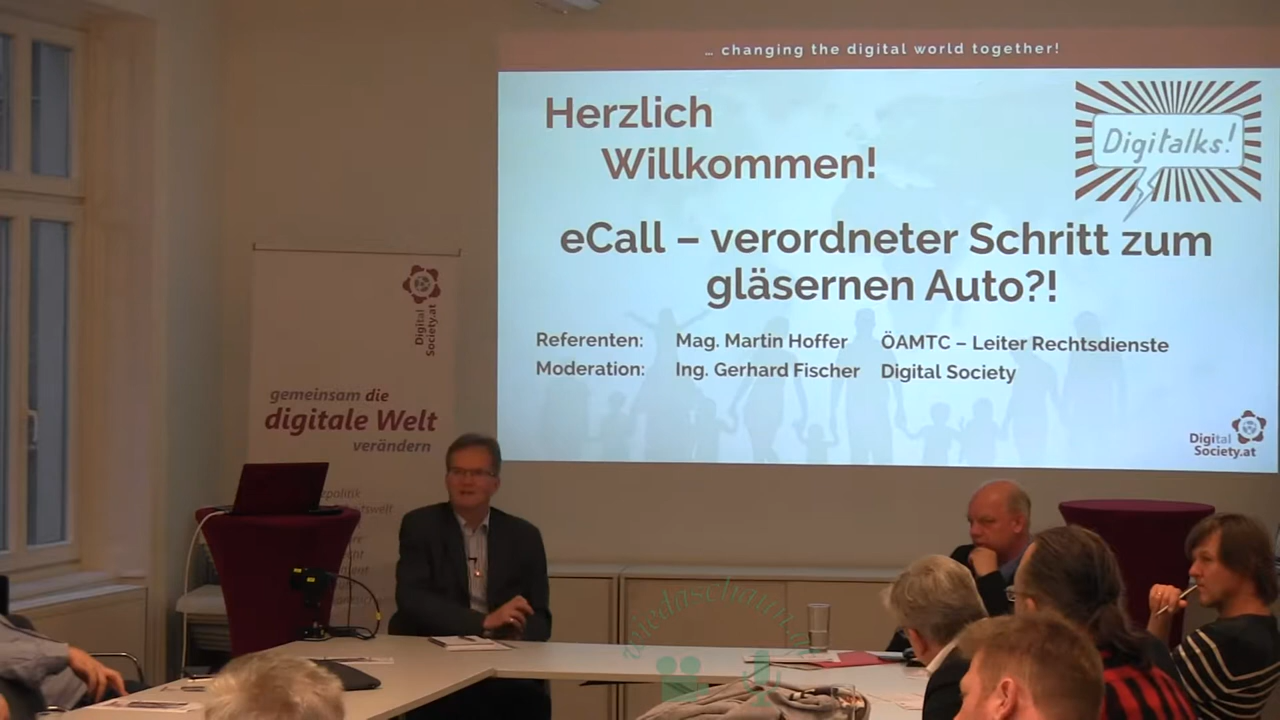 … changing the digital world together!
Herzlich
Willkommen!
Digitalks!
eCall – verordneter Schritt zum
gläsernen Auto?!
Referenten: Mag. Martin Hoffer ÖAMTC – Leiter Rechtsdienste
Moderation: Ing. Gerhard Fischer Digital Society
Digital
Society.at
Digital
Society.at
gemeinsam die
digitale Welt
verändern